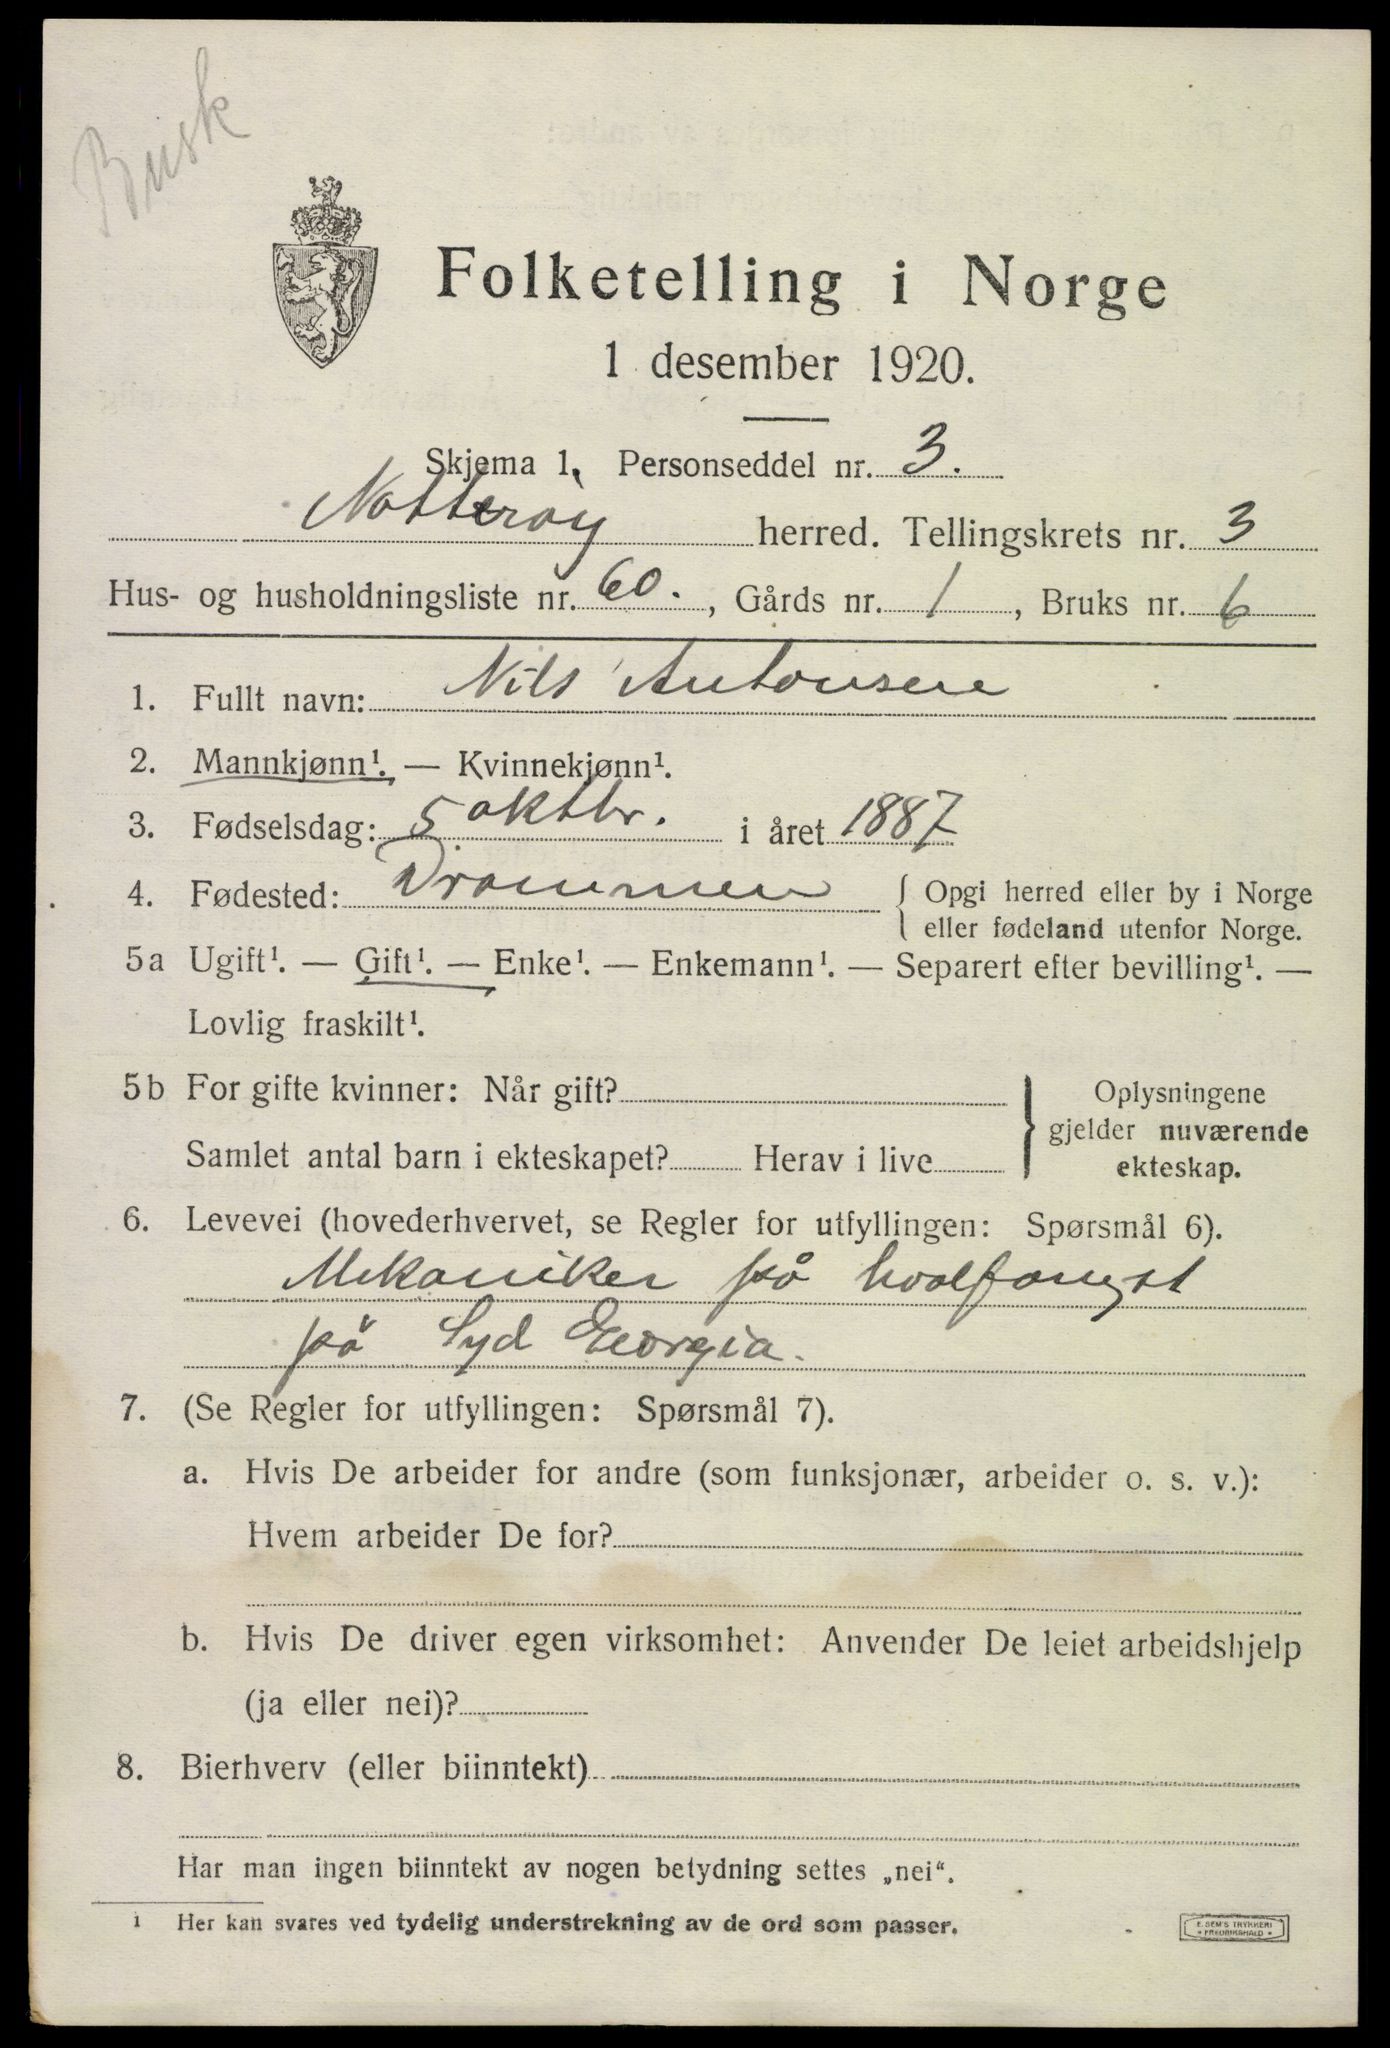 Busk
Folketelling i Norge
1 desember 1920.
Skjema 1. Personseddel nr. 3.
Nøtterøy herred. Tellingskrets nr. 3
Hus- og husholdningsliste nr. 60. , Gårds nr. 1 , Bruks nr. 6
1. Fullt navn: Nils Antonsen
2. Mannkjønn¹. — Kvinnekjønn¹.
3. Fødselsdag: 5 oktbr. i året 1887
4. Fødested: Drammen { Opgi herred eller by i Norge
eller fødeland utenfor Norge.
5a Ugift¹. — Gift¹. — Enke¹. — Enkemann¹. — Separert efter bevilling¹. —
Lovlig fraskilt¹.
5b For gifte kvinner: Når gift?
Samlet antal barn i ekteskapet? Herav i live
} Oplysningene
gjelder nuværende
ekteskap.
6. Levevei (hovederhvervet, se Regler for utfyllingen: Spørsmål 6).
Mekaniker på hvalfangst
på Syd Georgia.
7. (Se Regler for utfyllingen: Spørsmål 7).
a. Hvis De arbeider for andre (som funksjonær, arbeider o. s. v.):
Hvem arbeider De for?
b. Hvis De driver egen virksomhet: Anvender De leiet arbeidshjelp
(ja eller nei)?
8. Bierhverv (eller biinntekt)
Har man ingen biinntekt av nogen betydning settes „nei“.
1 Her kan svares ved tydelig understrekning av de ord som passer.
E. SEM'S TRYKKERI
* FREDRIKSHALD *